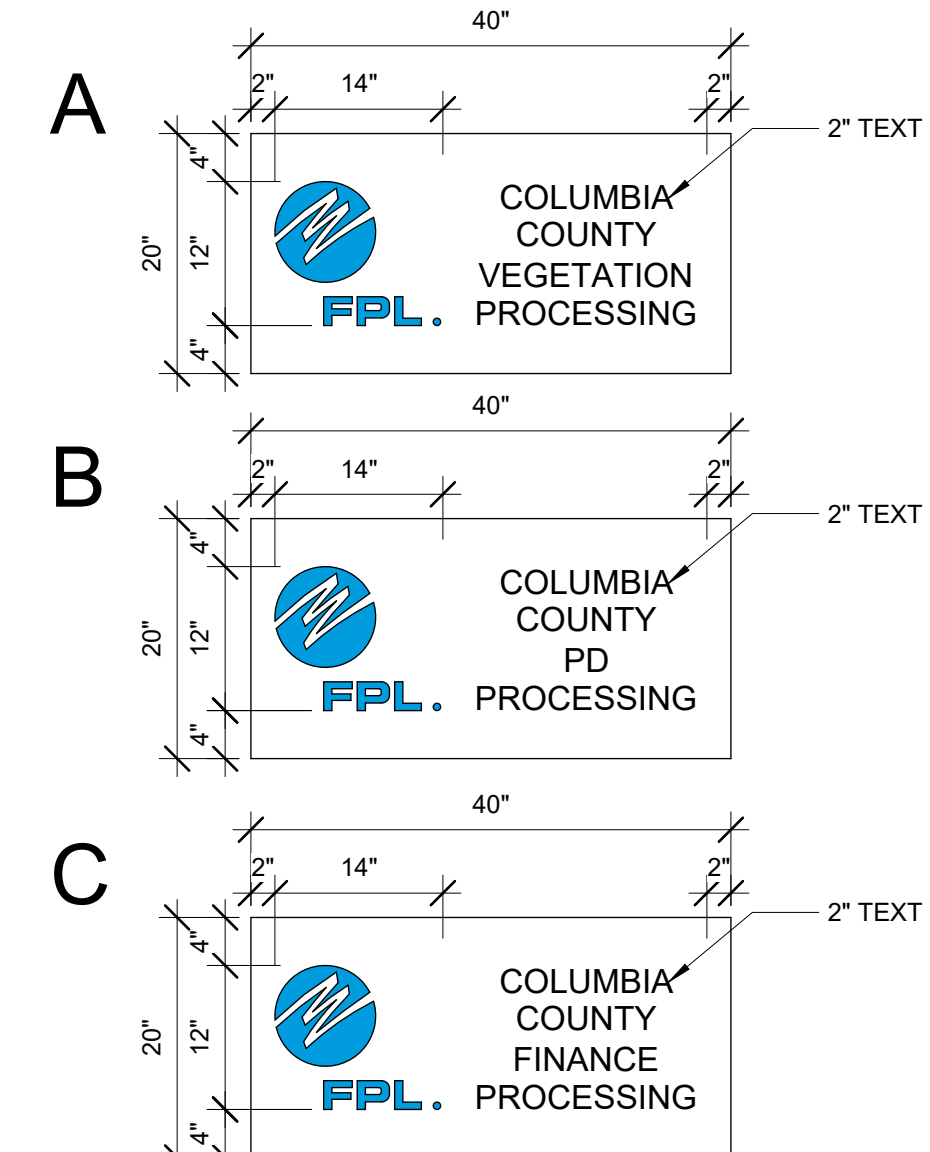 40"
2" 14" 2"
A
2" TEXT
4"
COLUMBIA
COUNTY
20" 12"
VEGETATION
FPL. PROCESSING
4"
40"
2" 14" 2"
B
2" TEXT
4"
COLUMBIA
COUNTY
20" 12"
PD
FPL. PROCESSING
4"
40"
2" 14" 2"
C
2" TEXT
4"
COLUMBIA
COUNTY
20" 12"
FINANCE
FPL. PROCESSING
4"